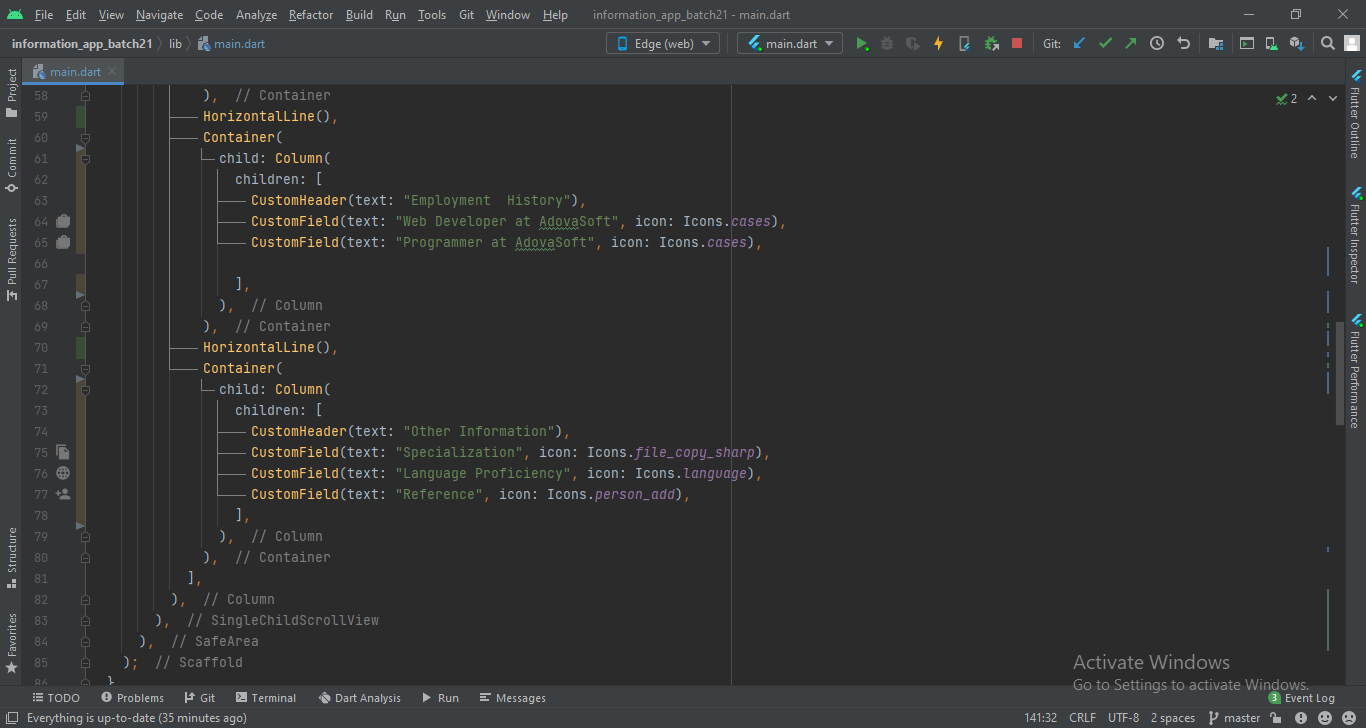 File Edit View Navigate Code Analyze Refactor Build Run Tools Git Window Help information_app_batch21 - main.dart
information_app_batch21 lib main.dart Edge (web) main.dart Git:
main.dart
Project
Commit
Pull Requests
Structure
Favorites
2
58 ), // Container
59 HorizontalLine(),
60 Container(
61 child: Column(
62 children: [
63 CustomHeader(text: "Employment  History"),
64 CustomField(text: "Web Developer at AdovaSoft", icon: Icons.cases),
65 CustomField(text: "Programmer at AdovaSoft", icon: Icons.cases),
66
67 ],
68 ), // Column
69 ), // Container
70 HorizontalLine(),
71 Container(
72 child: Column(
73 children: [
74 CustomHeader(text: "Other Information"),
75 CustomField(text: "Specialization", icon: Icons.file_copy_sharp),
76 CustomField(text: "Language Proficiency", icon: Icons.language),
77 CustomField(text: "Reference", icon: Icons.person_add),
78 ],
79 ), // Column
80 ), // Container
81 ],
82 ), // Column
83 ), // SingleChildScrollView
84 ), // SafeArea
85 ); // Scaffold
86 }
Flutter Outline
Flutter Inspector
Flutter Performance
Activate Windows
Go to Settings to activate Windows.
TODO Problems Git Terminal Dart Analysis Run Messages 3 Event Log
Everything is up-to-date (35 minutes ago) 141:32 CRLF UTF-8 2 spaces master